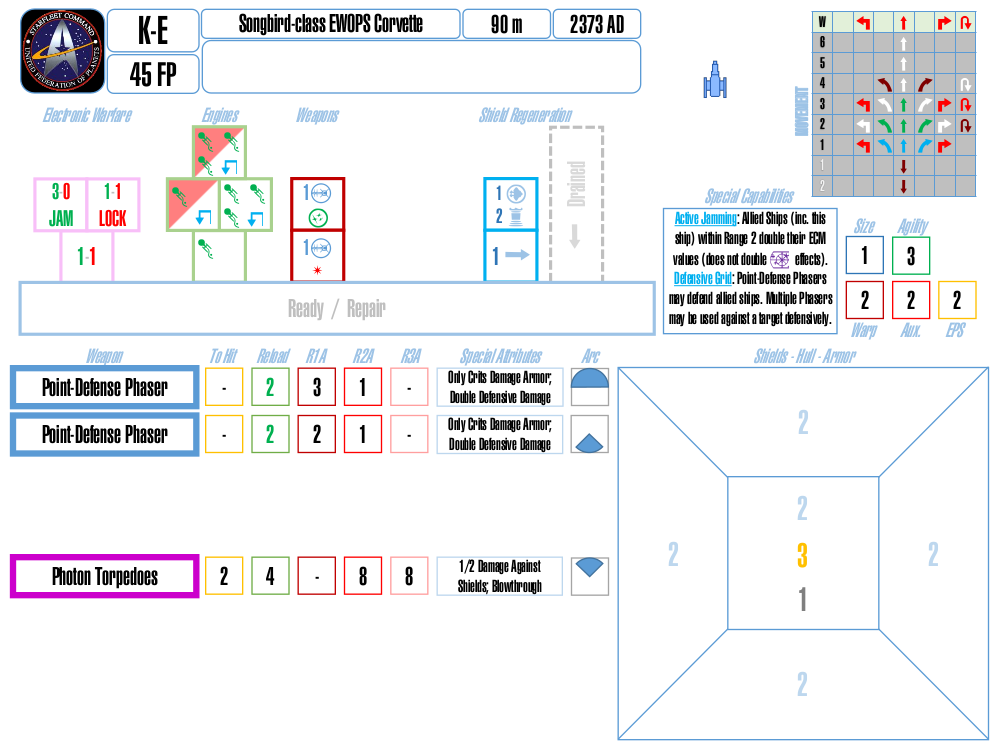 STARFLEET COMMAND
UNITED FEDERATION OF PLANETS
K-E
45 FP
Songbird-class EWOPS Corvette
90 m
2373 AD
Electronic Warfare
Engines
Weapons
Shield Regeneration
3-0
JAM
1-1
LOCK
1-1
1
1
1
2
1
Drained
Ready / Repair
MOVEMENT
W
6
5
4
3
2
1
1
2
Special Capabilities
Active Jamming: Allied Ships (inc. this
ship) within Range 2 double their ECM
values (does not double effects).
Defensive Grid: Point-Defense Phasers
may defend allied ships. Multiple Phasers
may be used against a target defensively.
Size
Agility
1
3
2
2
2
Warp
Aux.
EPS
Weapon To Hit Reload R1A R2A R3A Special Attributes Arc
Point-Defense Phaser - 2 3 1 - Only Crits Damage Armor;
Double Defensive Damage
Point-Defense Phaser - 2 2 1 - Only Crits Damage Armor;
Double Defensive Damage
Photon Torpedoes 2 4 - 8 8 1/2 Damage Against
Shields; Blowthrough
Shields - Hull - Armor
2
2
2
3
2
1
2